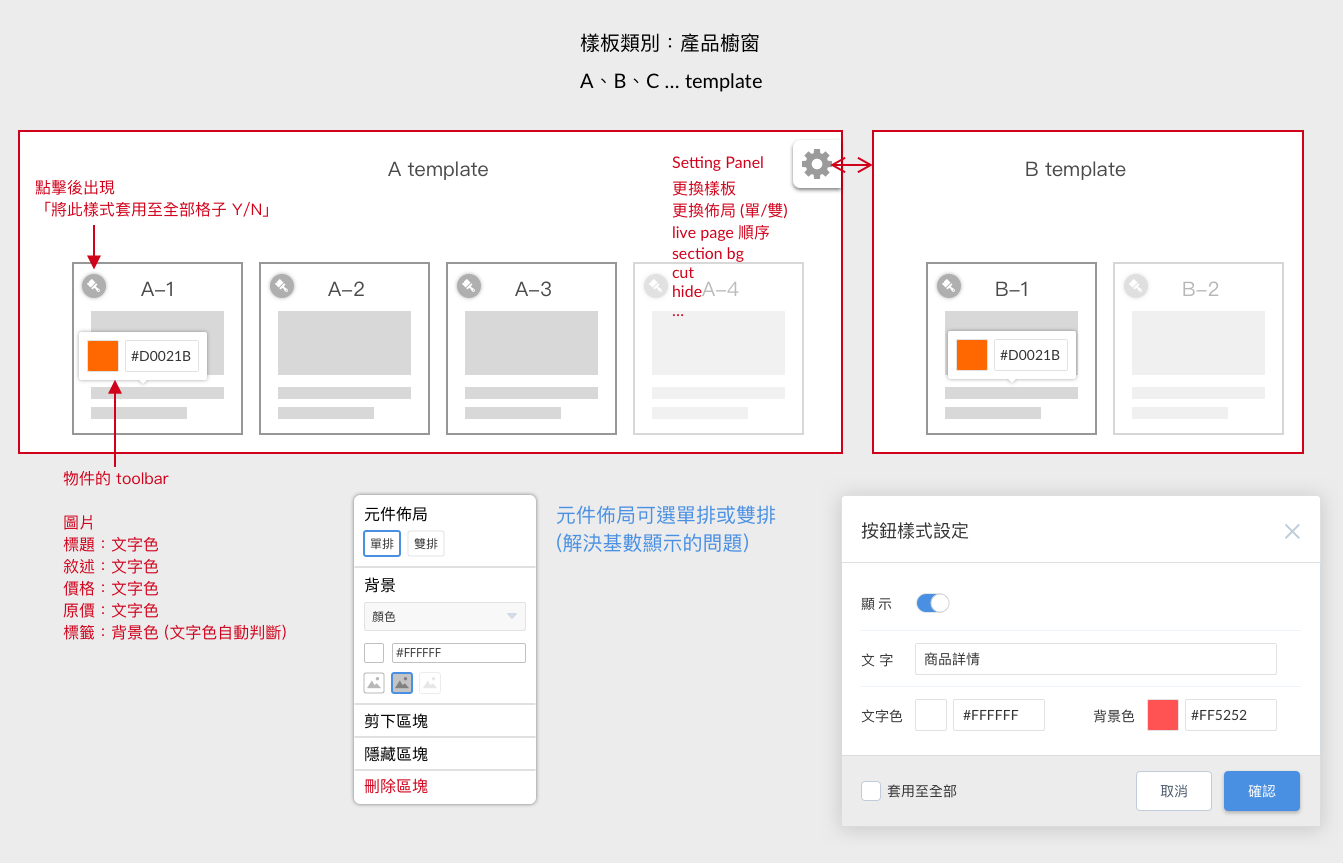 樣板類別：產品櫥窗
A、B、C ... template
A template
點擊後出現
「將此樣式套用至全部格子 Y/N」
Setting Panel
更換樣板
更換佈局 (單/雙)
live page 順序
section bg
cut
hide
...
A–1
A–2
A–3
A–4
#D0021B
B template
B–1
B–2
#D0021B
物件的 toolbar
圖片
標題：文字色
敘述：文字色
價格：文字色
原價：文字色
標籤：背景色 (文字色自動判斷)
元件佈局
單排 雙排
背景
顏色
#FFFFFF
剪下區塊
隱藏區塊
刪除區塊
元件佈局可選單排或雙排
(解決基數顯示的問題)
按鈕樣式設定
顯 示
文 字 商品詳情
文字色 #FFFFFF 背景色 #FF5252
套用至全部 取消 確認